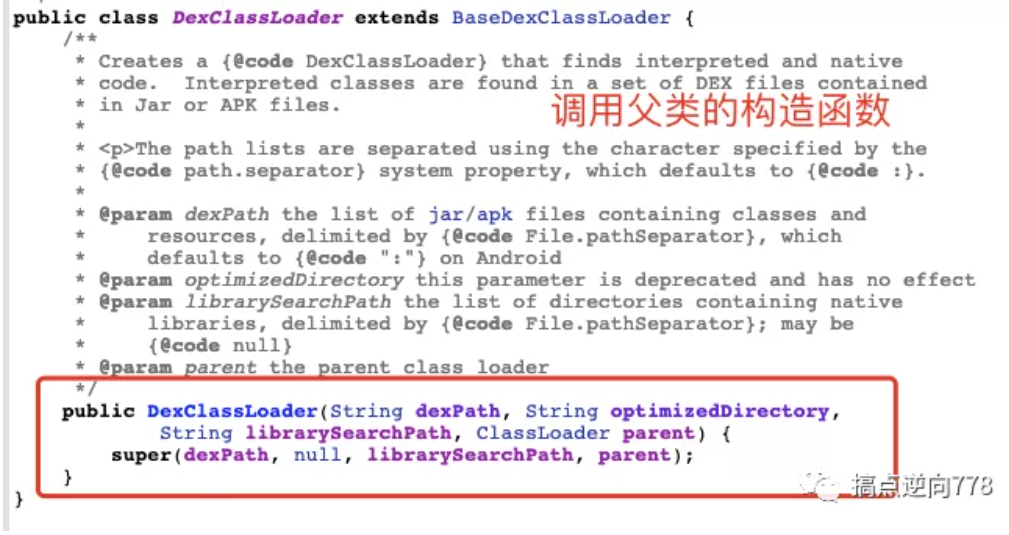 public class DexClassLoader extends BaseDexClassLoader {
/**
* Creates a {@code DexClassLoader} that finds interpreted and native
* code.  Interpreted classes are found in a set of DEX files contained
* in Jar or APK files.
调用父类的构造函数
*
* <p>The path lists are separated using the character specified by the
* {@code path.separator} system property, which defaults to {@code :}.
*
* @param dexPath the list of jar/apk files containing classes and
*     resources, delimited by {@code File.pathSeparator}, which
*     defaults to {@code ":"} on Android
* @param optimizedDirectory this parameter is deprecated and has no effect
* @param librarySearchPath the list of directories containing native
*     libraries, delimited by {@code File.pathSeparator}; may be
*     {@code null}
* @param parent the parent class loader
*/
public DexClassLoader(String dexPath, String optimizedDirectory,
String librarySearchPath, ClassLoader parent) {
super(dexPath, null, librarySearchPath, parent);
}
搞点逆向778
}